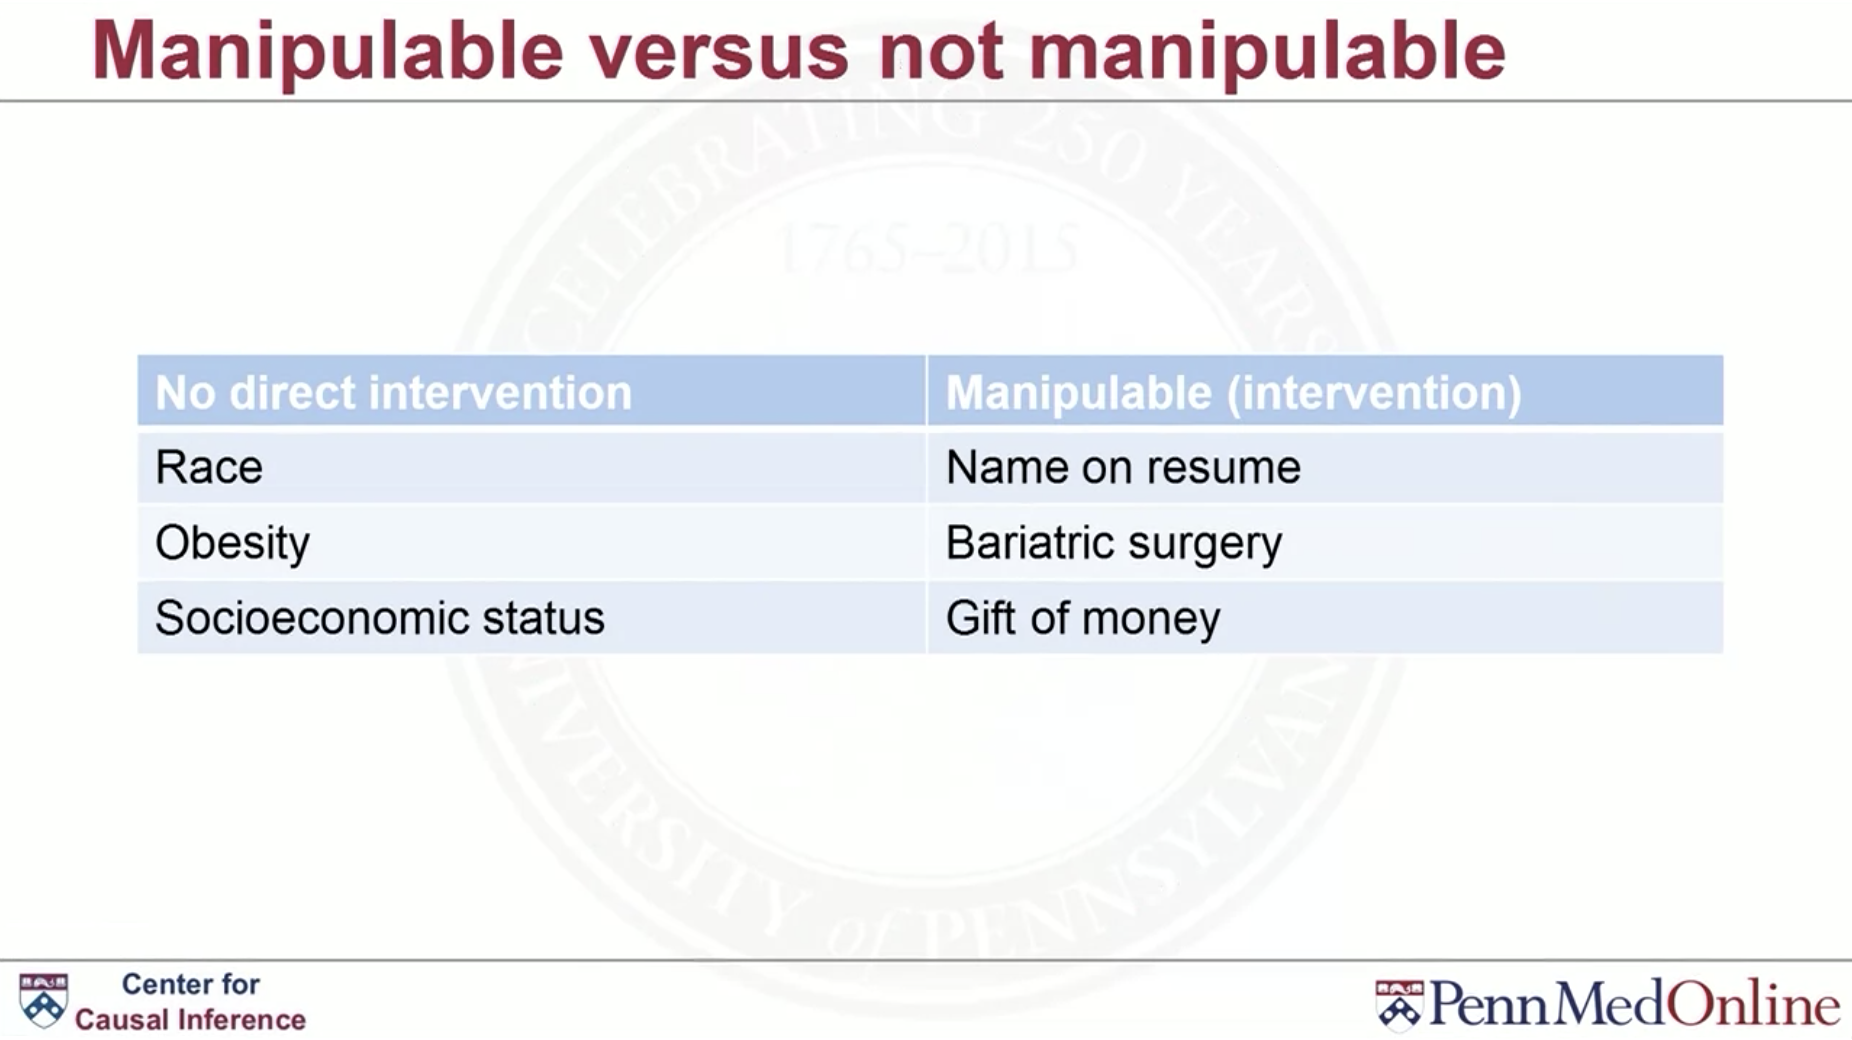 Manipulable versus not manipulable
CELEBRATING 250 YEARS
1765–2015
No direct intervention Manipulable (intervention)
Race Name on resume
Obesity Bariatric surgery
Socioeconomic status Gift of money
UNIVERSITY of PENNSYLVANIA
Center for
Causal Inference
PennMedOnline